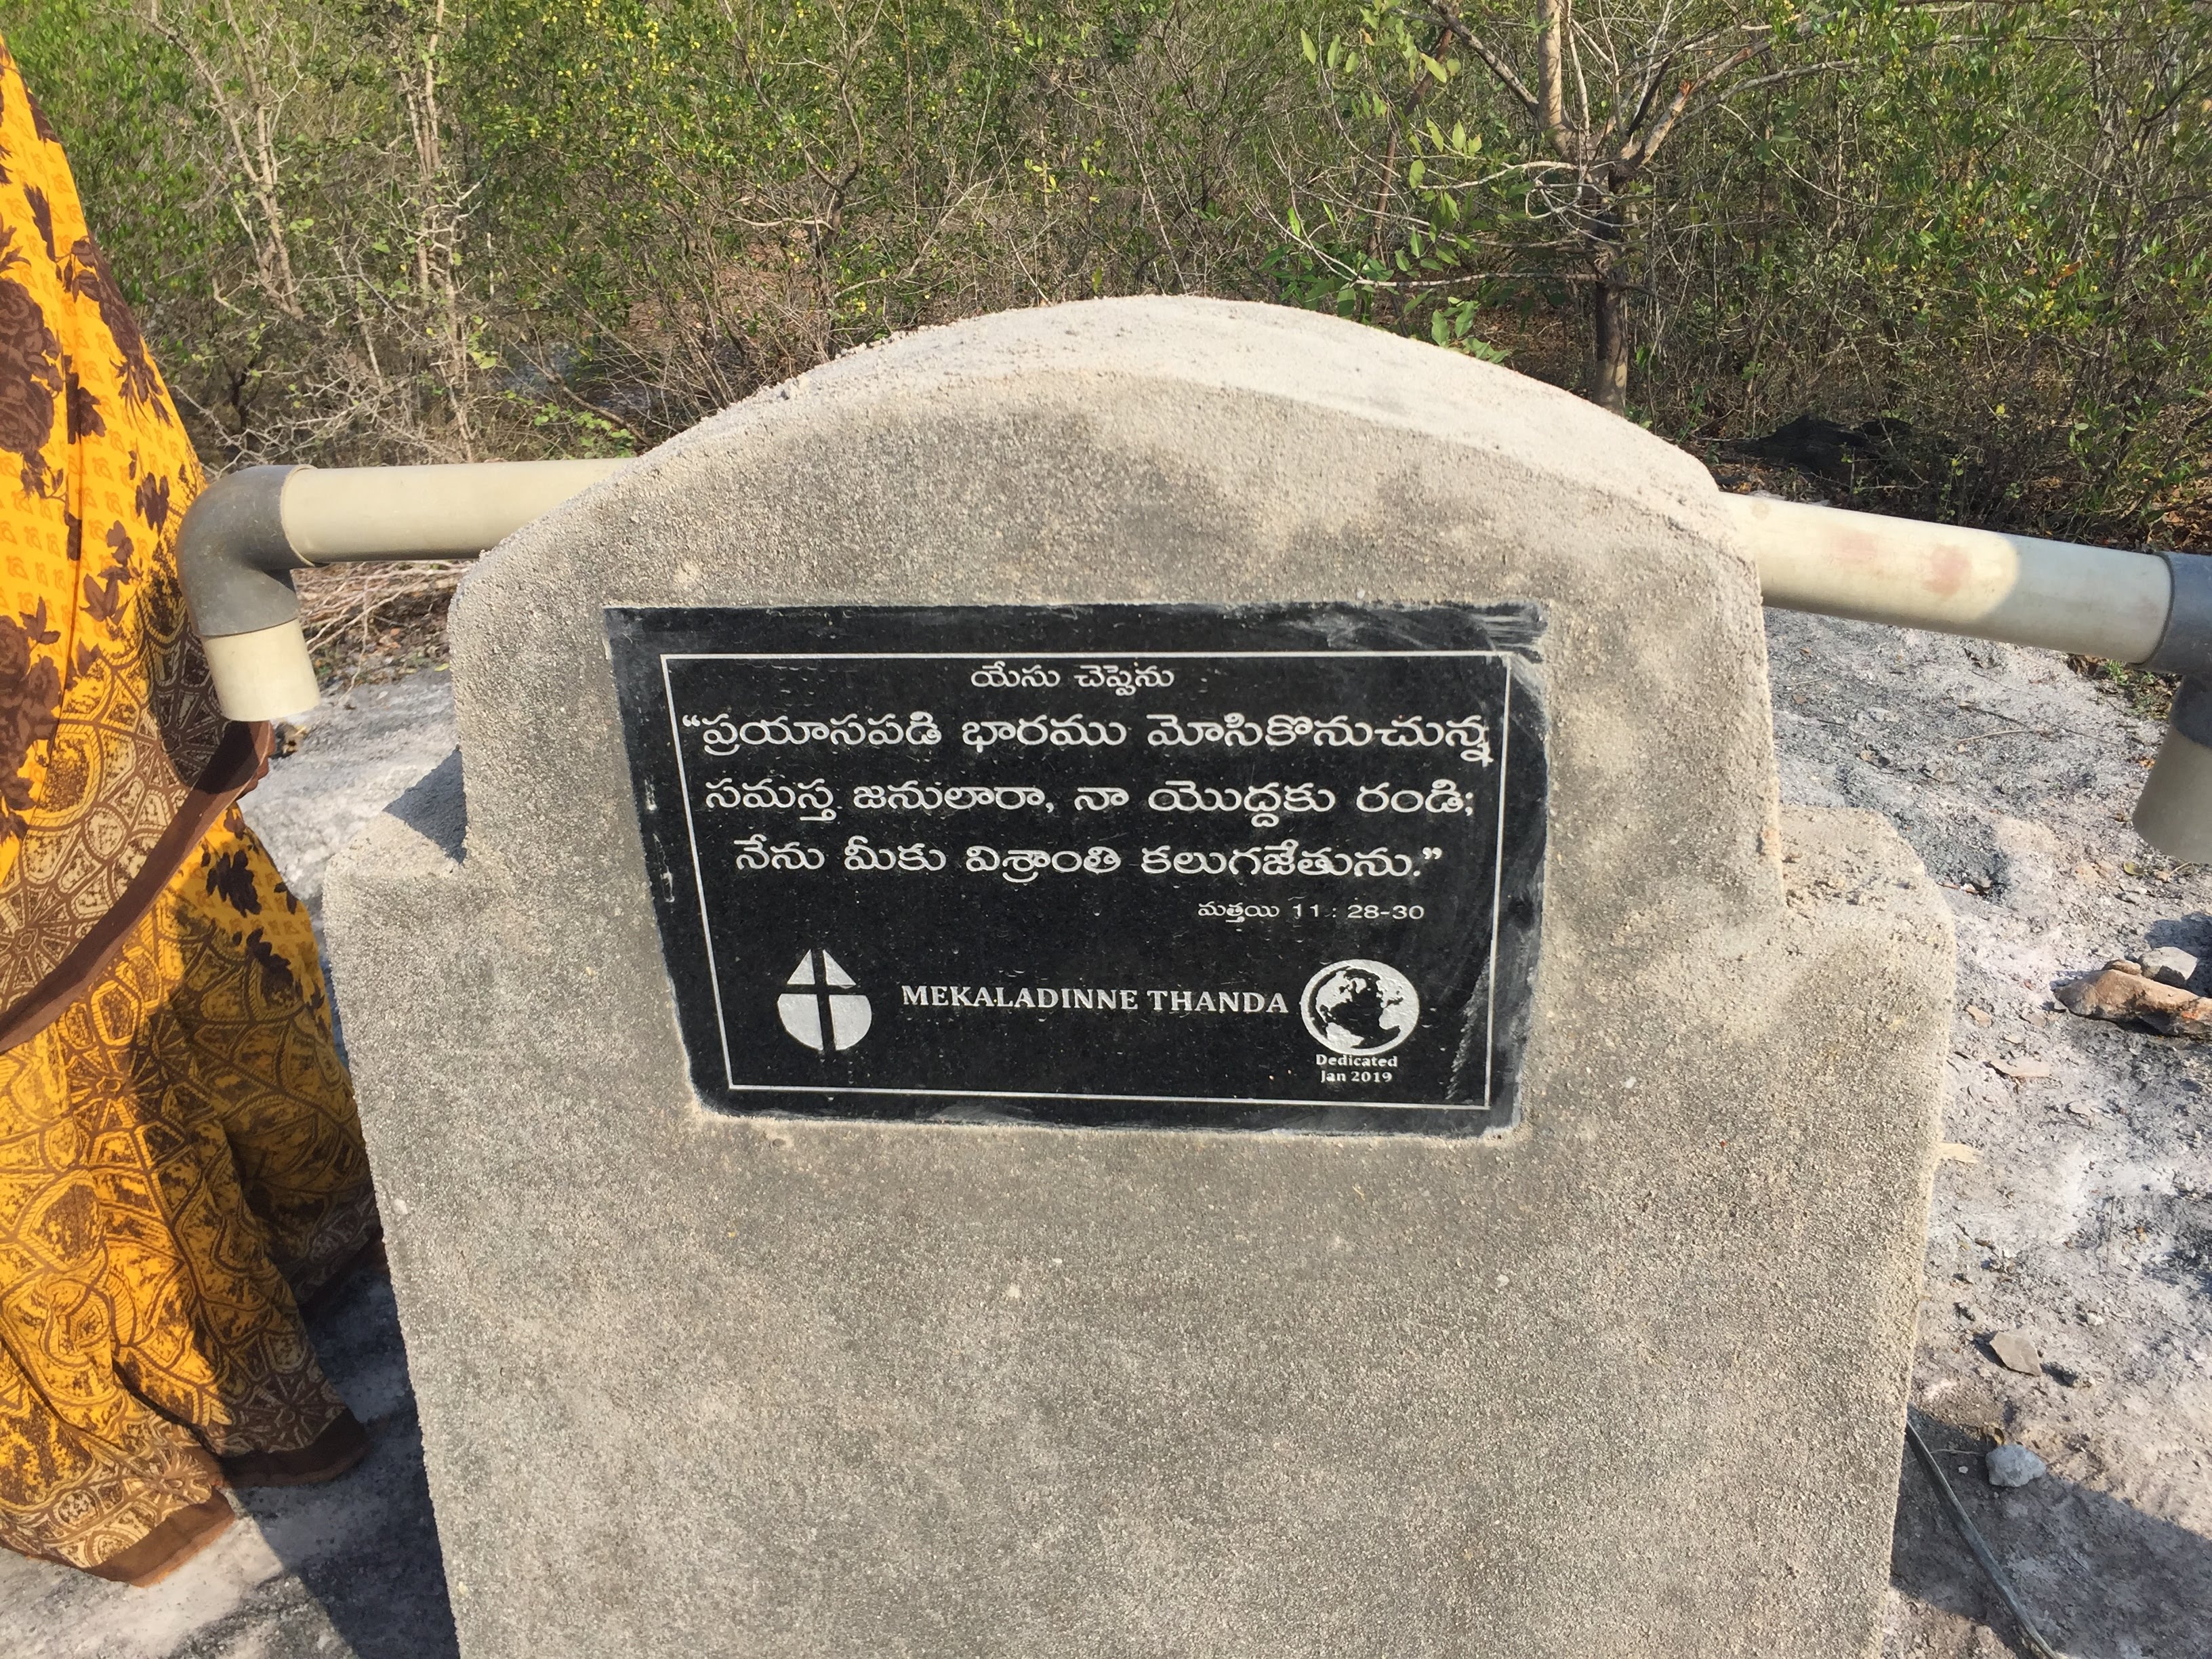 యేసు చెప్పెను
“ప్రయాసపడి భారము మోసికొనుచున్న
సమస్త జనులారా, నా యొద్దకు రండి;
నేను మీకు విశ్రాంతి కలుగజేతును.”
మత్తయి 11 : 28-30
MEKALADINNE THANDA
Dedicated
Jan 2019